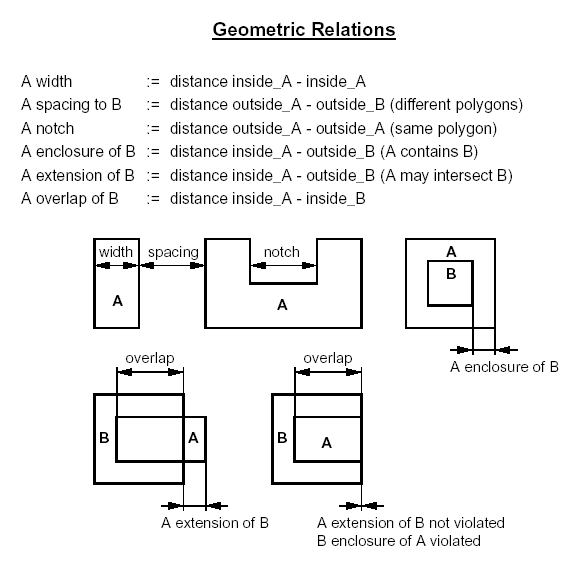 Geometric Relations
A width := distance inside_A - inside_A
A spacing to B := distance outside_A - outside_B (different polygons)
A notch := distance outside_A - outside_A (same polygon)
A enclosure of B := distance inside_A - outside_B (A contains B)
A extension of B := distance inside_A - outside_B (A may intersect B)
A overlap of B := distance inside_A - inside_B
width spacing notch
A
B
A
A
A enclosure of B
overlap overlap
B A B A
A extension of B
A extension of B not violated
B enclosure of A violated